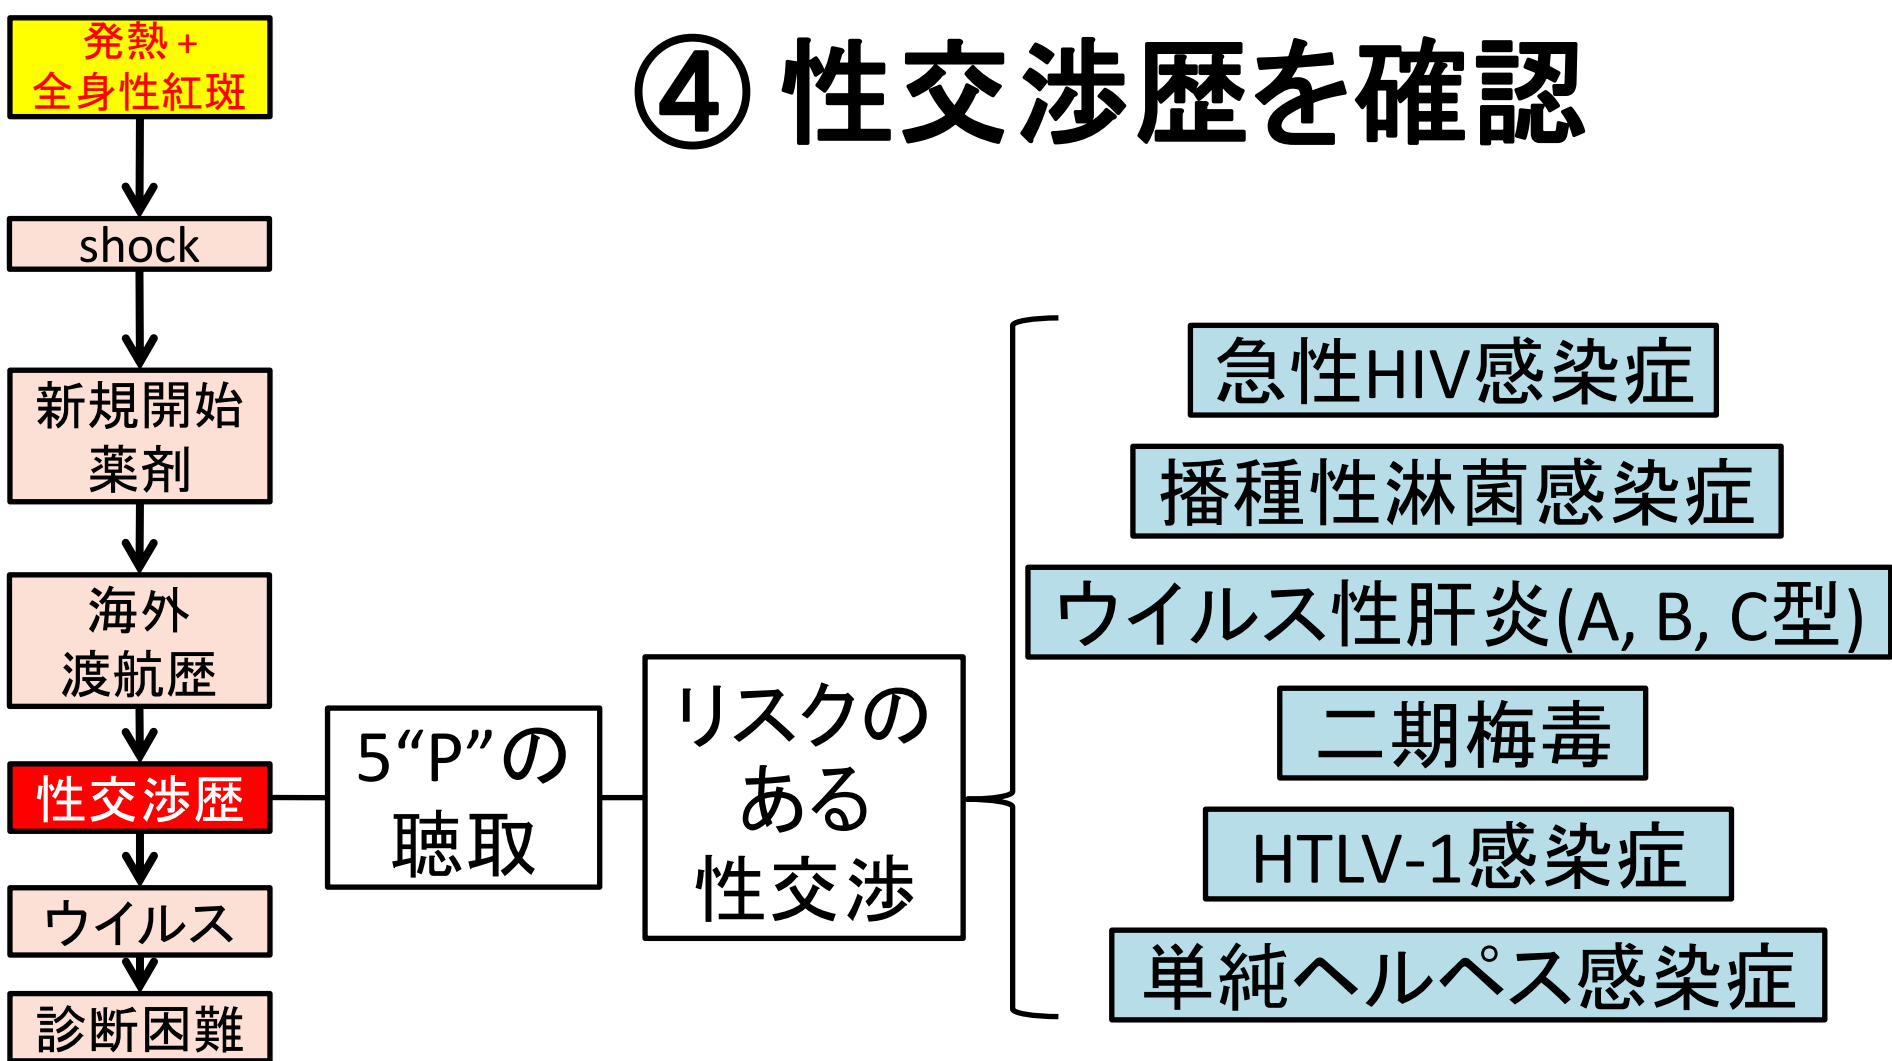 ④ 性交渉歴を確認
発熱 +
全身性紅斑
shock
新規開始
薬剤
海外
渡航歴
性交渉歴
ウイルス
診断困難
5“P”の
聴取
リスクの
ある
性交渉
急性HIV感染症
播種性淋菌感染症
ウイルス性肝炎(A, B, C型)
二期梅毒
HTLV-1感染症
単純ヘルペス感染症